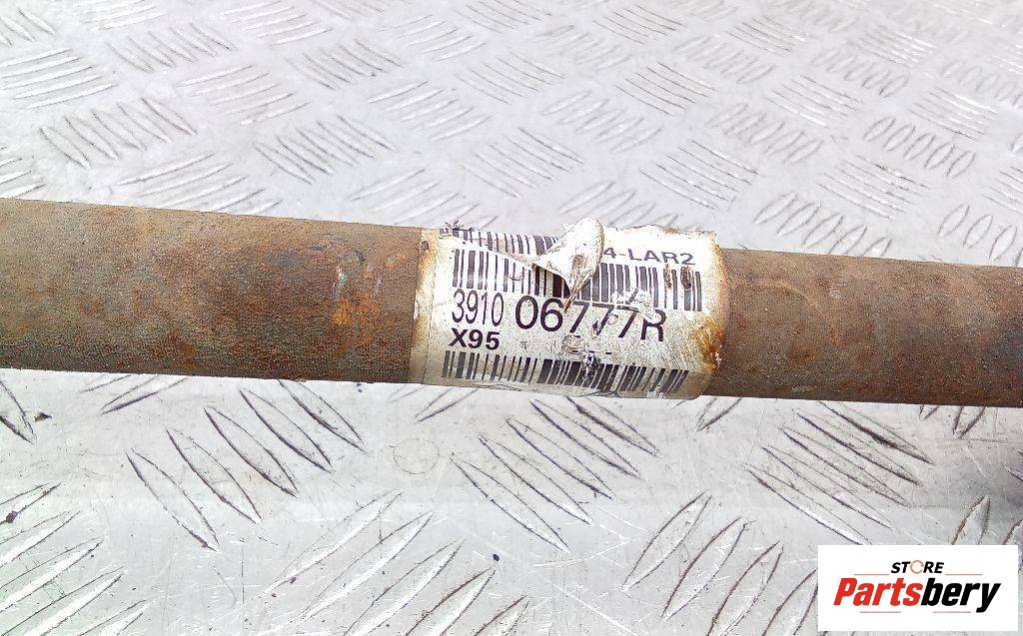 4-LAR2
3910 06777R
X95
STORE
Partsbery